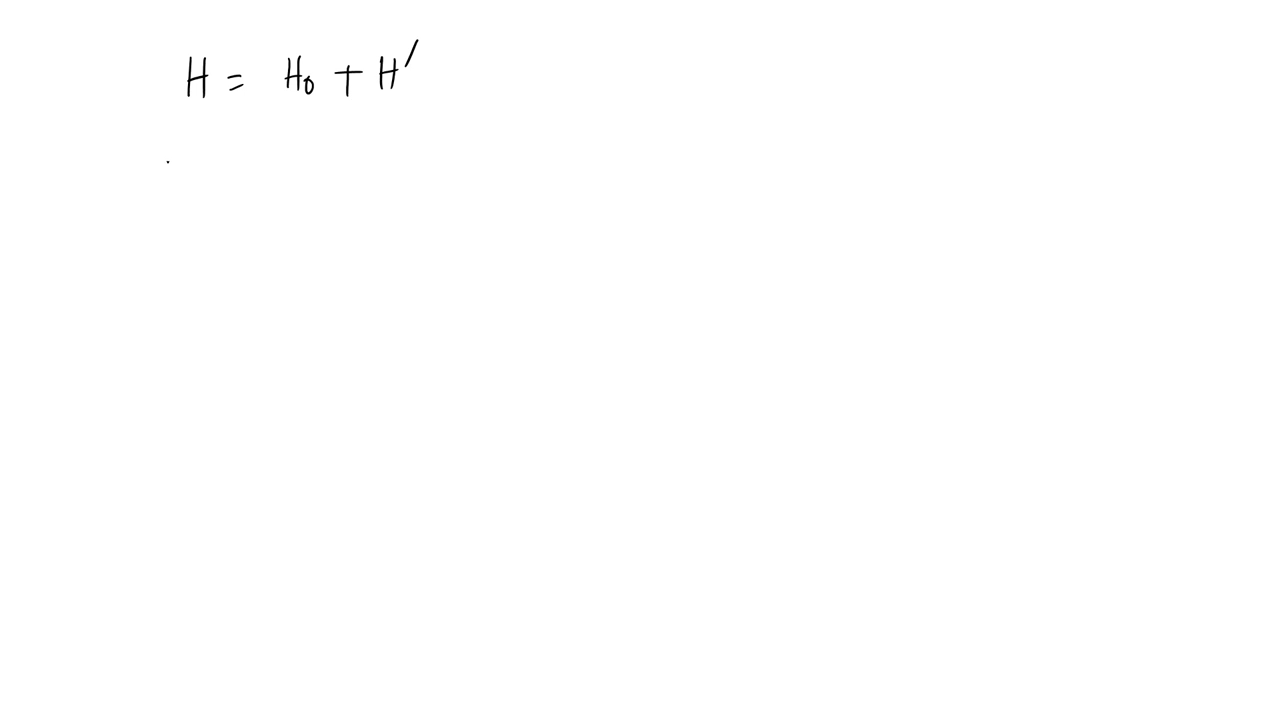 H = H₀ + H′